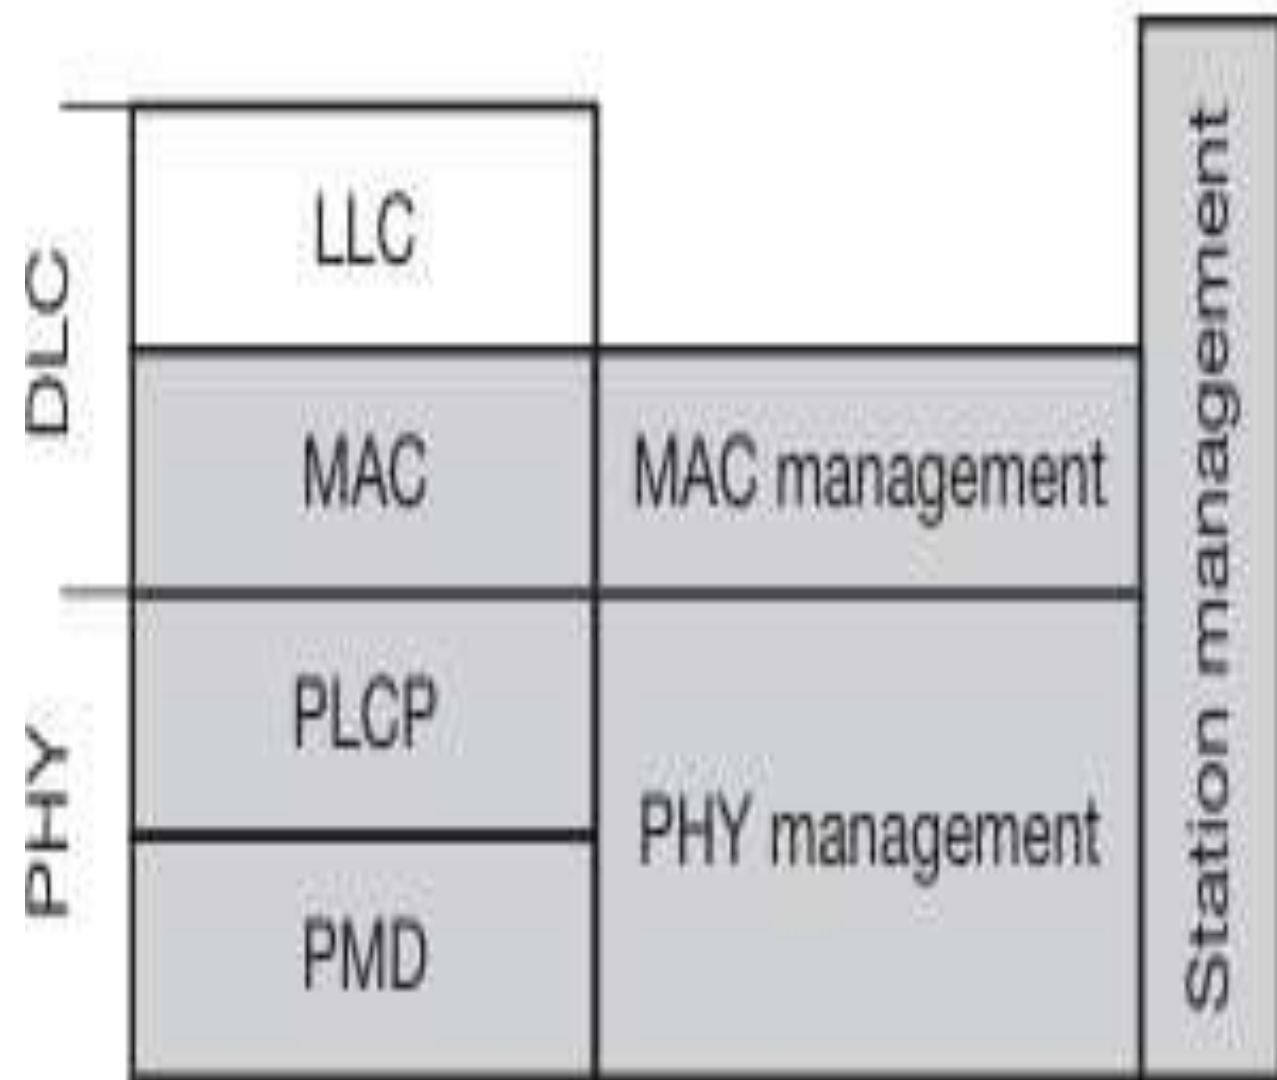 DLC
LLC
MAC
MAC management
PHY
PLCP
PMD
PHY management
Station management